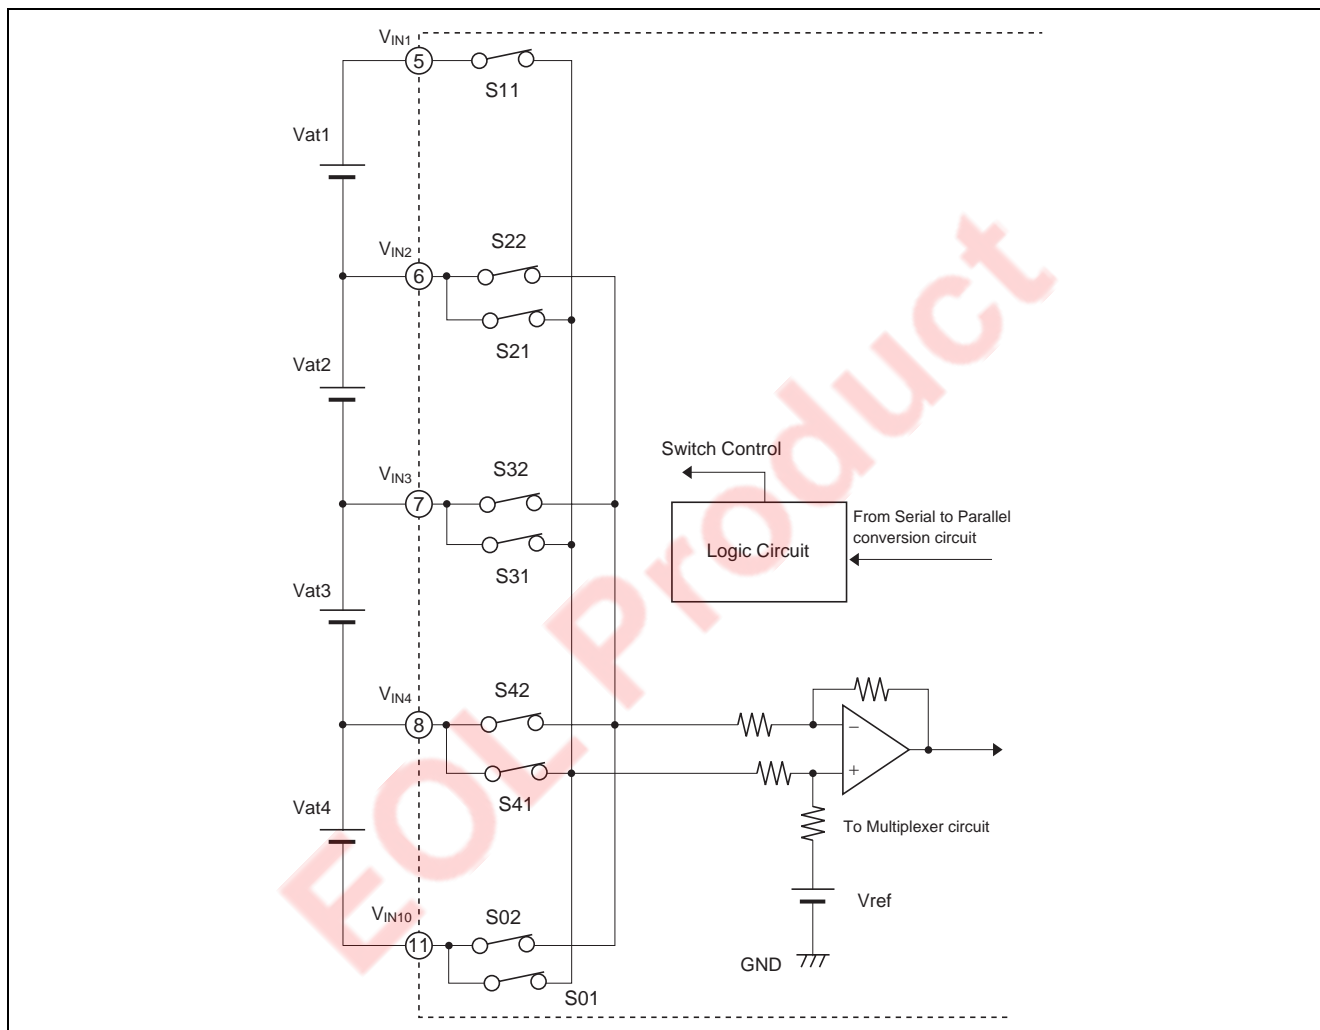 VIN1
5
S11
Vat1
S22
VIN2
6
S21
Vat2
Switch Control
S32
VIN3
7
From Serial to Parallel
conversion circuit
Logic Circuit
S31
Vat3
S42
VIN4
8
−
+
S41
Vat4
To Multiplexer circuit
Vref
VIN10
S02
11
GND
S01
EOL Product